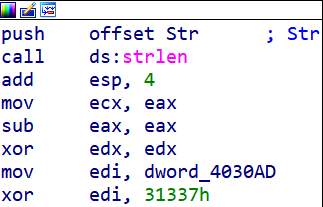 push    offset Str      ; Str
call    ds:strlen
add     esp, 4
mov     ecx, eax
sub     eax, eax
xor     edx, edx
mov     edi, dword_4030AD
xor     edi, 31337h